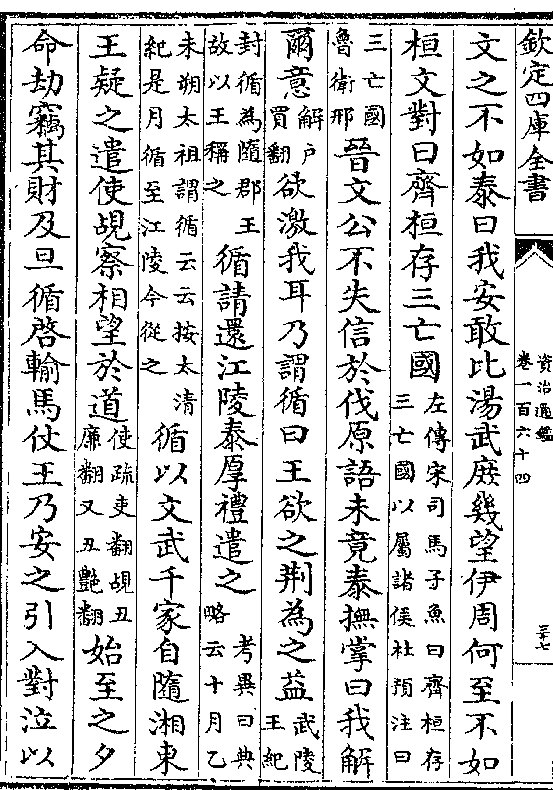 欽定四庫全書
資治通鑑
卷一百六十四
三十七
文之不如泰曰我安敢比湯武庶幾望伊周何至不如
桓文對曰齊桓存三亡國
左傳宋司馬子魚曰齊桓存
三亡國以屬諸侯杜預注曰
三亡國
魯衛邢
晉文公不失信於伐原語未竟泰撫掌曰我解
爾意
解户
買翻
欲激我耳乃謂循曰王欲之荆為之益
武陵
王紀
封循為隨郡王
故以王稱之
循請還江陵泰厚禮遣之
考異曰典
略云十月乙
未朔太祖謂循云云按太清
紀是月循至江陵今從之
循以文武千家自隨湘東
王疑之遣使覘察相望於道
使疏吏翻覘丑
廉翻又丑艷翻
始至之夕
命劫竊其財及旦循啓輸馬仗王乃安之引入對泣以